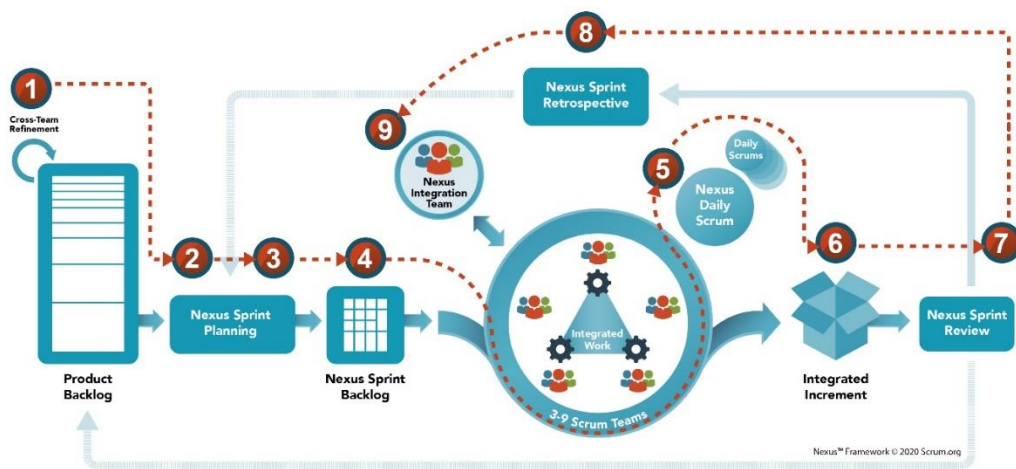 1
Cross-Team
Refinement
Product
Backlog
2
3
Nexus Sprint
Planning
4
Nexus Sprint
Backlog
9
Nexus
Integration
Team
8
Nexus Sprint
Retrospective
5
Daily
Scrums
Nexus
Daily
Scrum
Integrated
Work
3-9 Scrum Teams
6
Integrated
Increment
7
Nexus Sprint
Review
Nexus™ Framework © 2020 Scrum.org